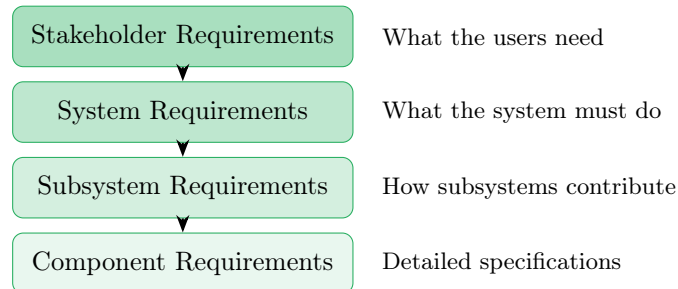 Stakeholder Requirements What the users need
System Requirements What the system must do
Subsystem Requirements How subsystems contribute
Component Requirements Detailed specifications